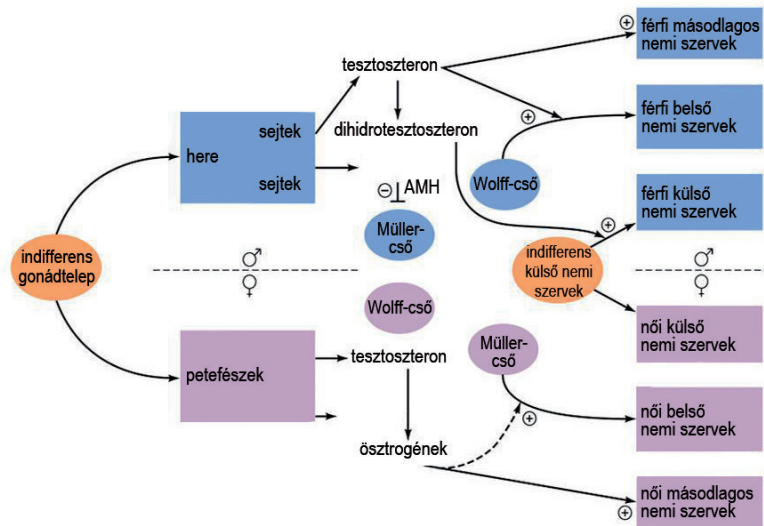 tesztoszteron
dihidrotesztoszteron
here
sejtek
sejtek
AMH
Müller-
cső
Wolff-cső
indifferens
gonádtelep
Wolff-cső
petefészek
tesztoszteron
ösztrogének
Müller-
cső
indifferens
külső nemi
szervek
férfi másodlagos
nemi szervek
férfi belső
nemi szervek
férfi külső
nemi szervek
női külső
nemi szervek
női belső
nemi szervek
női másodlagos
nemi szervek